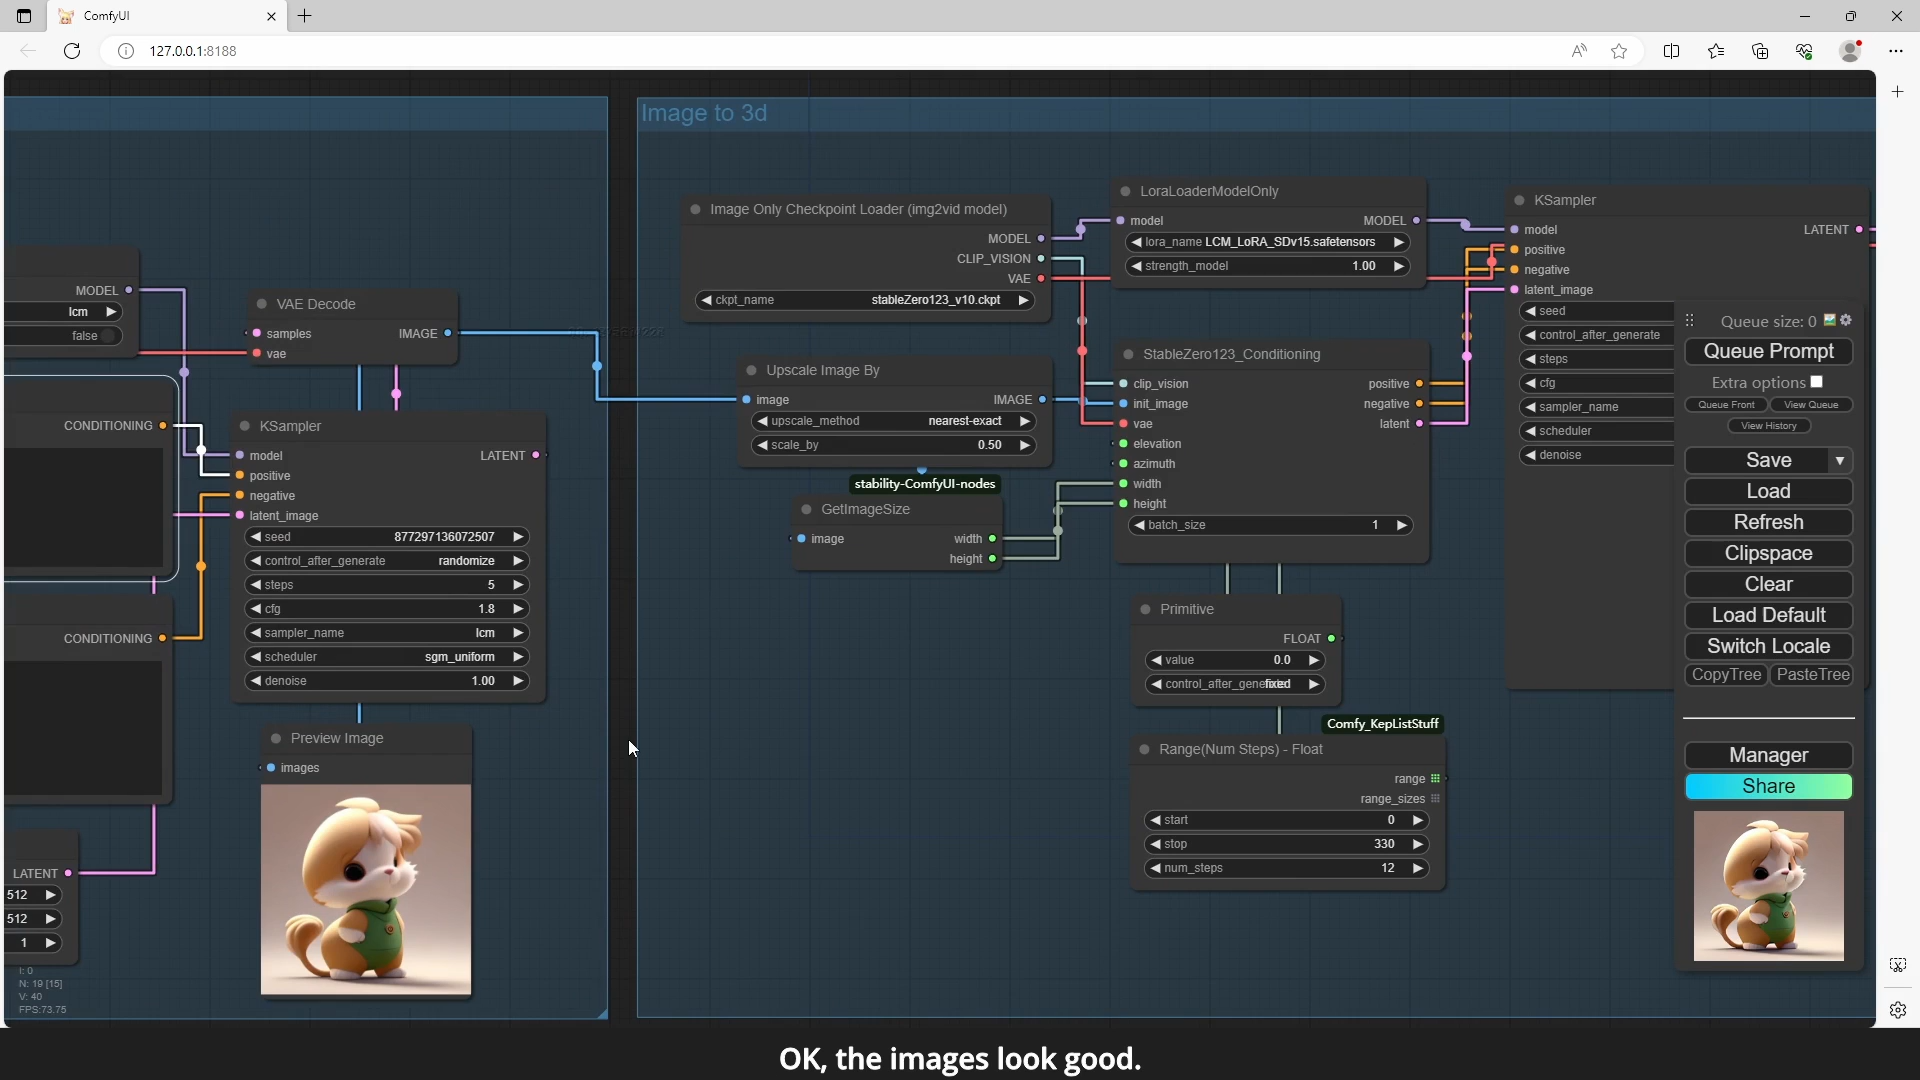 ComfyUI
127.0.0.1:8188
Image to 3d
MODEL
lcm
false
CONDITIONING
CONDITIONING
LATENT
512
512
1
I: 0
N: 19 [15]
V: 40
FPS:73.75
VAE Decode
samples IMAGE
vae
KSampler
model LATENT
positive
negative
latent_image
seed 877297136072507
control_after_generate randomize
steps 5
cfg 1.8
sampler_name lcm
scheduler sgm_uniform
denoise 1.00
Preview Image
images
Image Only Checkpoint Loader (img2vid model)
MODEL
CLIP_VISION
VAE
ckpt_name stableZero123_v10.ckpt
Upscale Image By
image IMAGE
upscale_method nearest-exact
scale_by 0.50
stability-ComfyUI-nodes
GetImageSize
image width
height
LoraLoaderModelOnly
model MODEL
lora_name LCM_LoRA_SDv15.safetensors
strength_model 1.00
StableZero123_Conditioning
clip_vision positive
init_image negative
vae latent
elevation
azimuth
width
height
batch_size 1
Primitive
FLOAT
value 0.0
control_after_generate fixed
Comfy_KepListStuff
Range(Num Steps) - Float
range
range_sizes
start 0
stop 330
num_steps 12
KSampler
model LATENT
positive
negative
latent_image
seed
control_after_generate
steps
cfg
sampler_name
scheduler
denoise
Queue size: 0
Queue Prompt
Extra options
Queue Front View Queue
View History
Save
Load
Refresh
Clipspace
Clear
Load Default
Switch Locale
CopyTree PasteTree
Manager
Share
OK, the images look good.